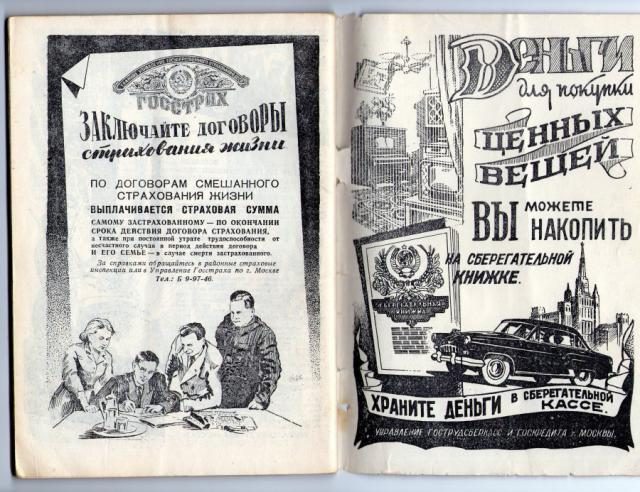 ГОССТРАХ
ЗАКЛЮЧАЙТЕ ДОГОВОРЫ
страхования жизни
ПО ДОГОВОРАМ СМЕШАННОГО
СТРАХОВАНИЯ ЖИЗНИ
ВЫПЛАЧИВАЕТСЯ СТРАХОВАЯ СУММА
САМОМУ ЗАСТРАХОВАННОМУ — ПО ОКОНЧАНИИ
СРОКА ДЕЙСТВИЯ ДОГОВОРА СТРАХОВАНИЯ,
а также при постоянной утрате трудоспособности от
несчастного случая в период действия договора
И ЕГО СЕМЬЕ — в случае смерти застрахованного.
За справками обращайтесь в районные страховые
инспекции или в Управление Госстраха по г. Москве
Тел.: Б 9-97-46.
Деньги
для покупки
ЦЕННЫХ
ВЕЩЕЙ
ВЫ МОЖЕТЕ
НАКОПИТЬ
НА СБЕРЕГАТЕЛЬНОЙ
КНИЖКЕ.
СБЕРЕГАТЕЛЬНАЯ
КНИЖКА
ХРАНИТЕ ДЕНЬГИ В СБЕРЕГАТЕЛЬНОЙ
КАССЕ.
УПРАВЛЕНИЕ ГОСТРУДСБЕРКАСС И ГОСКРЕДИТА г. МОСКВЫ.